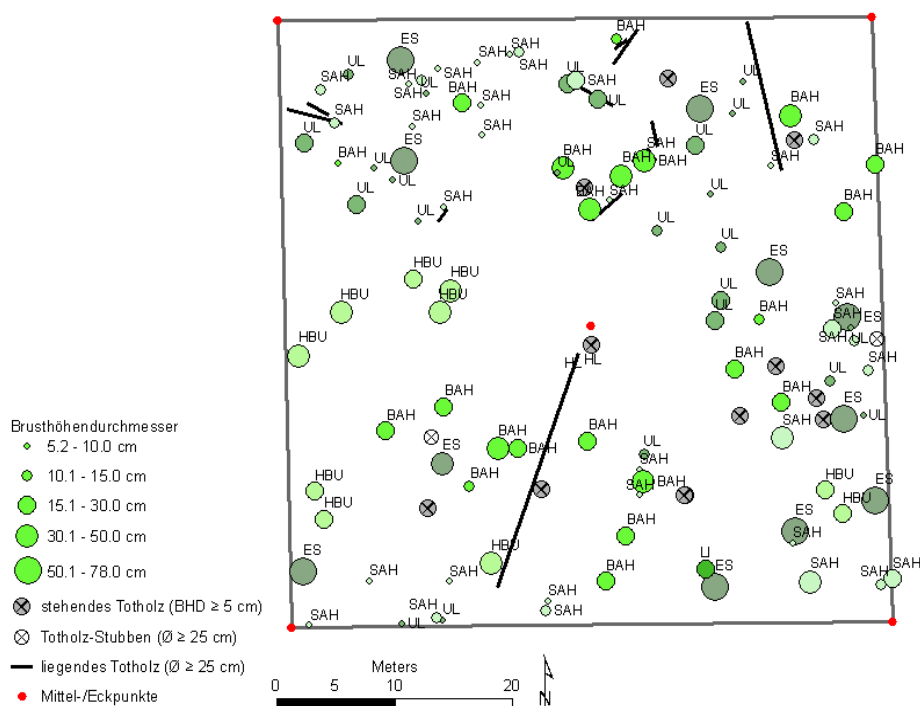 BAH
ES
SAH
SAH
SAH
UL
SAH
SAH
UL
SAH
ES
SAH
SAH
UL
BAH
BAH
SAH
SAH
SAH
UL
UL
UL
ES
SAH
BAH
SAH
SAH
BAH
BAH
BAH
UL
BAH
UL
UL
BAH
SAH
BAH
UL
SAH
UL
UL
UL
ES
HBU
HBU
HBU
HBU
UL
UL
BAH
SAH
ES
SAH
SAH
UL
SAH
HBU
HL
HL
BAH
UL
BAH
ES
UL
SAH
BAH
BAH
ES
BAH
BAH
BAH
UL
SAH
BAH
SAH
HBU
HBU
BAH
HBU
HBU
ES
ES
SAH
BAH
ES
SAH
SAH
HBU
BAH
LI
ES
SAH
SAH
SAH
SAH
UL
SAH
UL
SAH
SAH
Brusthöhendurchmesser
5.2 - 10.0 cm
10.1 - 15.0 cm
15.1 - 30.0 cm
30.1 - 50.0 cm
50.1 - 78.0 cm
stehendes Totholz (BHD ≥ 5 cm)
Totholz-Stubben (Ø ≥ 25 cm)
liegendes Totholz (Ø ≥ 25 cm)
Mittel-/Eckpunkte
Meters
0 5 10 20
N